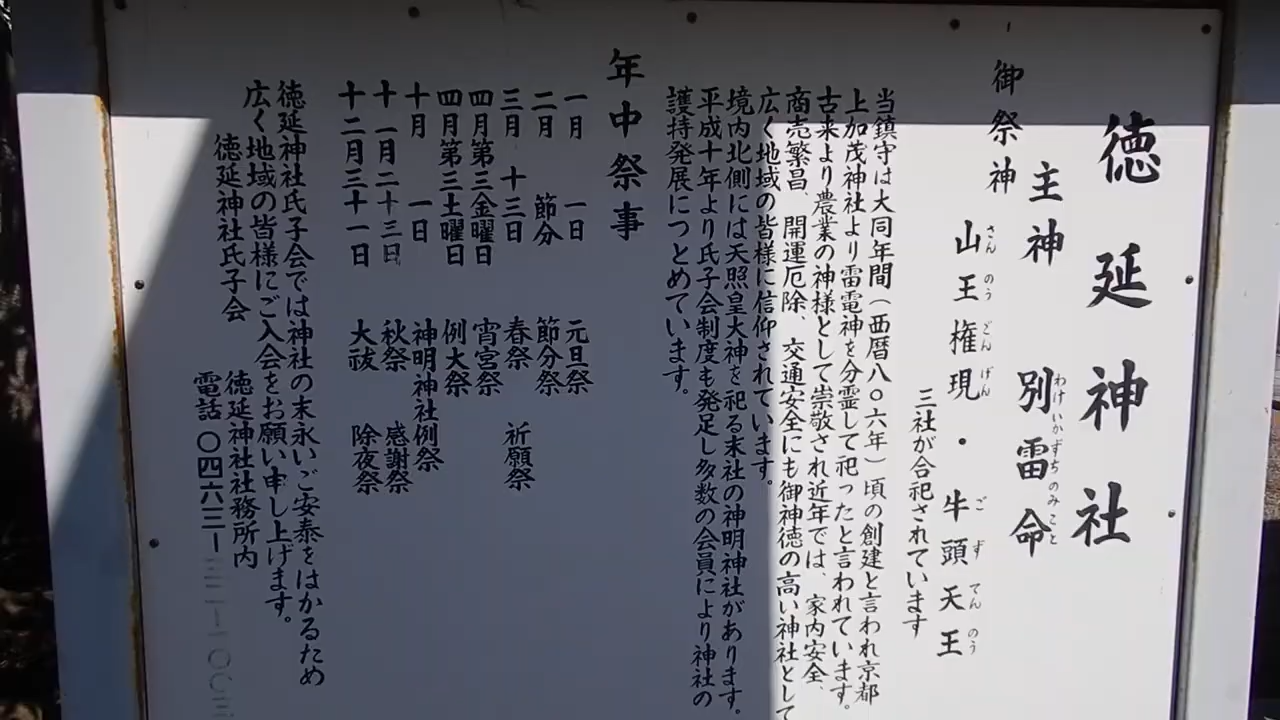 徳延神社
主神 別雷命
わけいかずちのみこと
御祭神 山王権現・牛頭天王
さんのうごんげん ごずてんのう
三社が合祀されています
当鎮守は大同年間（西暦八〇六年）頃の創建と言われ京都
上加茂神社より雷電神を分霊して祀ったと言われています。
古来より農業の神様として崇敬され近年では、家内安全、
商売繁昌、開運厄除、交通安全にも御神徳の高い神社として
広く地域の皆様に信仰されています。
境内北側には天照皇大神を祀る末社の神明神社があります。
平成十年より氏子会制度も発足し多数の会員により神社の
護持発展につとめています。
年中祭事
一月 一日 元旦祭
二月 節分 節分祭
三月 十三日 春祭 祈願祭
四月第三金曜日 宵宮祭
四月第三土曜日 例大祭
十月 一日 神明神社例祭
十一月二十三日 秋祭 感謝祭
十二月三十一日 大祓 除夜祭
徳延神社氏子会では神社の末永いご安泰をはかるため
広く地域の皆様にご入会をお願い申し上げます。
徳延神社氏子会 徳延神社社務所内
電話 〇四六三ー